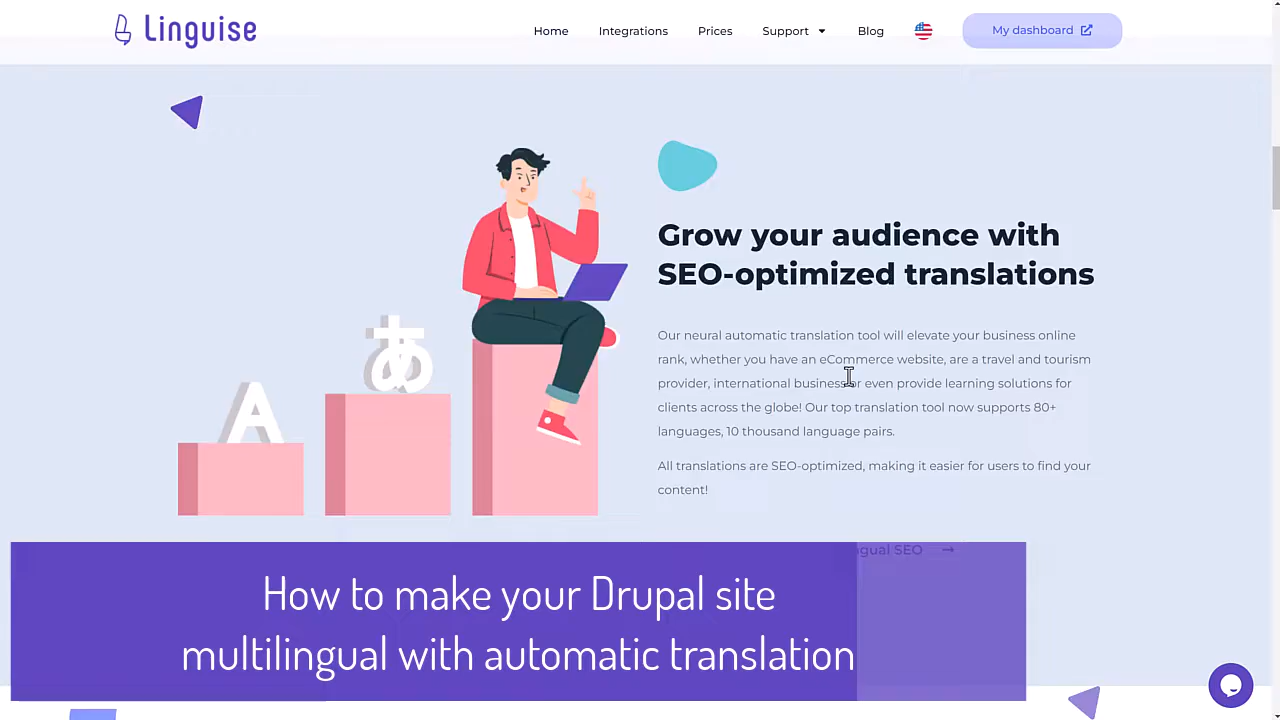 Linguise
Home
Integrations
Prices
Support
Blog
My dashboard
Grow your audience with
SEO-optimized translations
Our neural automatic translation tool will elevate your business online
rank, whether you have an eCommerce website, are a travel and tourism
provider, international business or even provide learning solutions for
clients across the globe! Our top translation tool now supports 80+
languages, 10 thousand language pairs.
All translations are SEO-optimized, making it easier for users to find your
content!
A
あ
SEO
How to make your Drupal site
multilingual with automatic translation